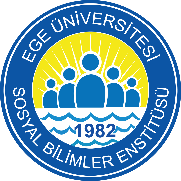 EGE ÜNİVERSİTESİ
1982
SOSYAL BİLİMLER ENSTİTÜSÜ